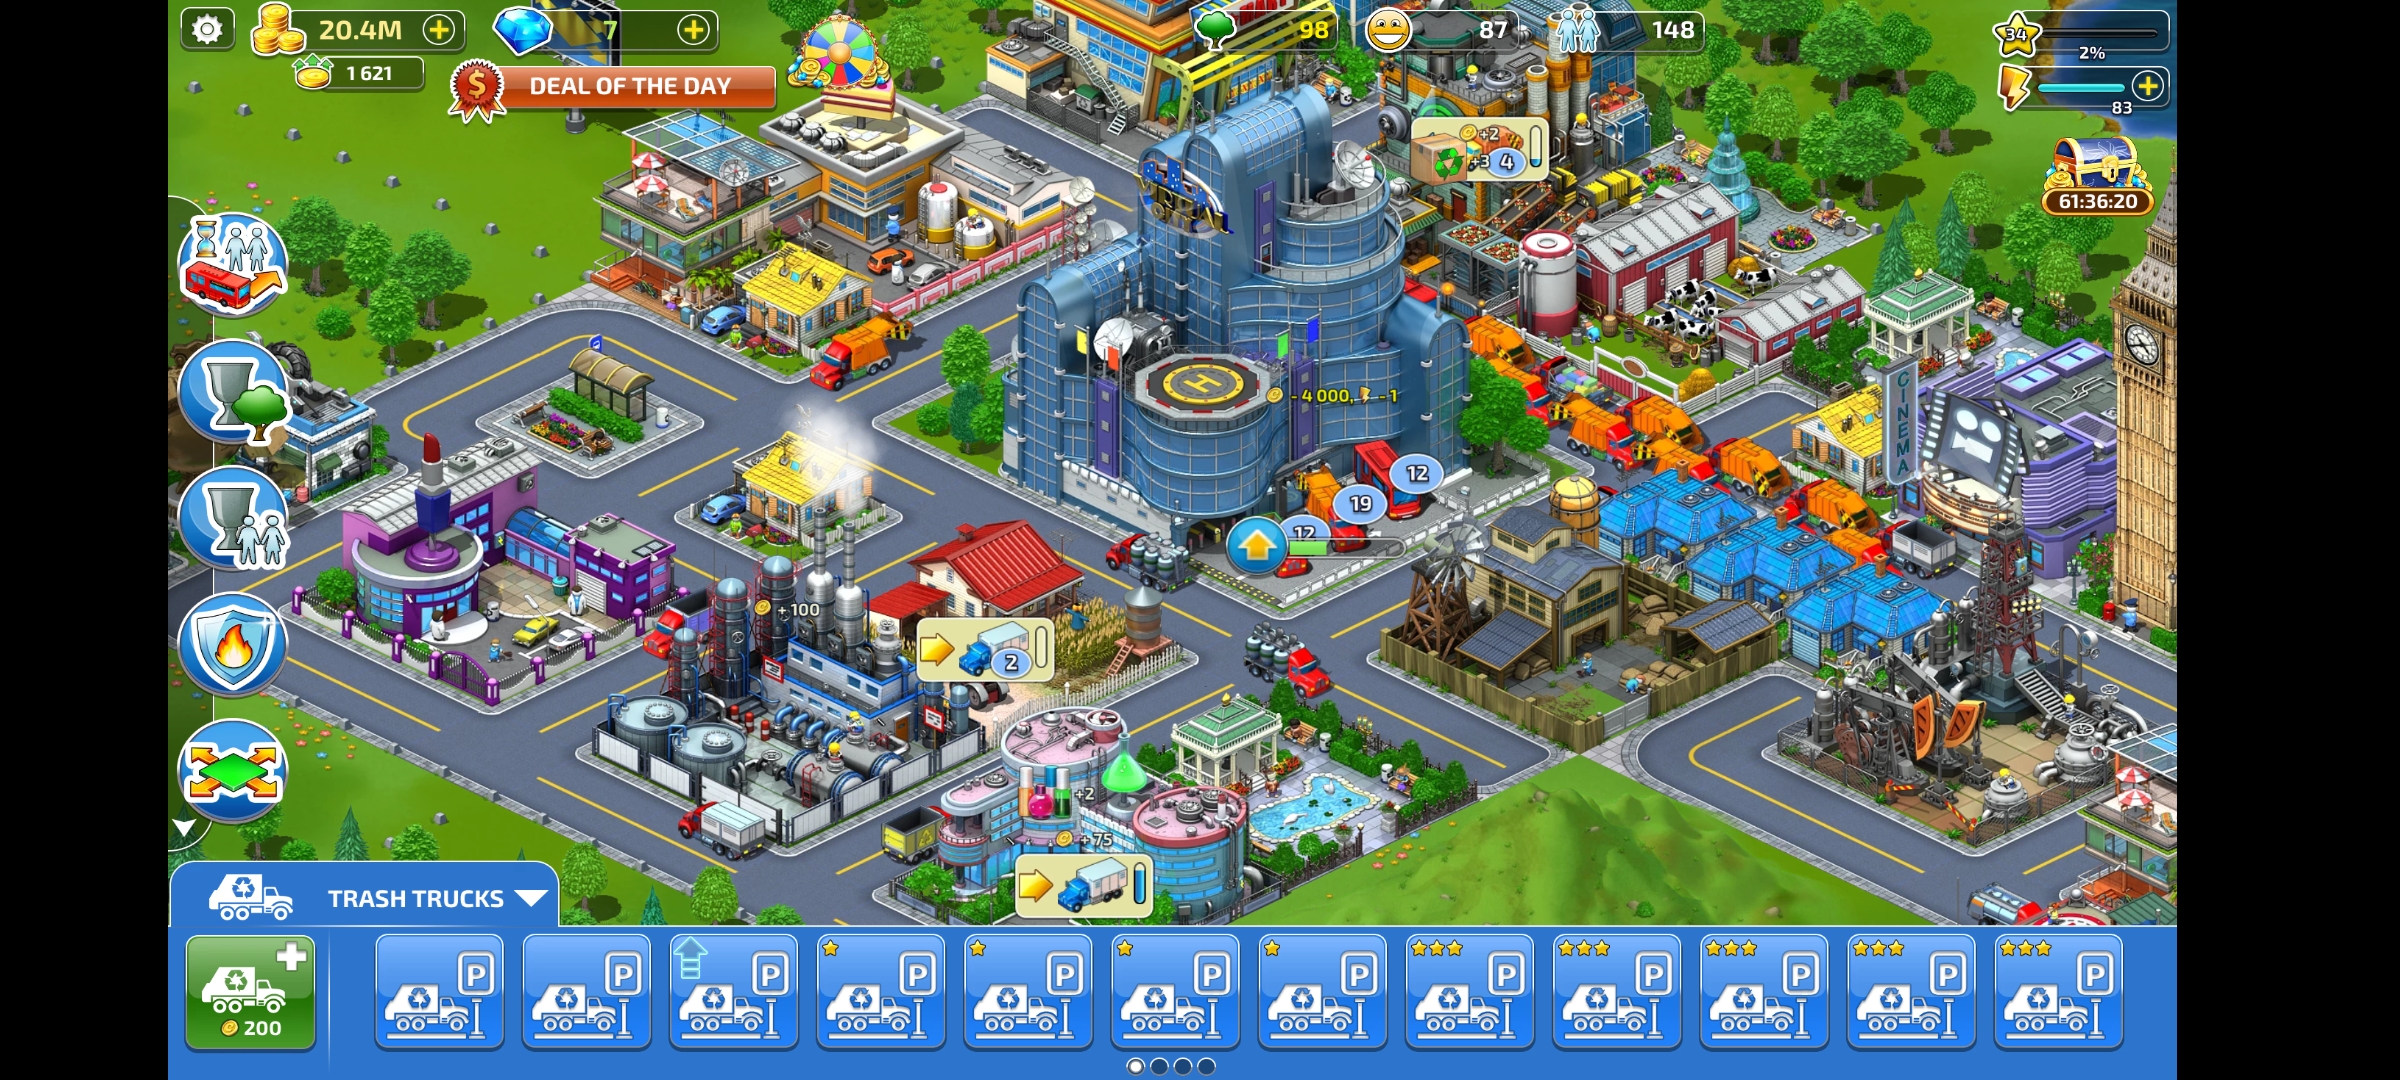 20.4M
7
98
87
148
34
2%
1 621
DEAL OF THE DAY
83
+2
+3 4
61:36:20
H
- 4 000, - 1
CINEMA
12
19
12
+100
2
+2
+75
TRASH TRUCKS
200
P
P
P
P
P
P
P
P
P
P
P
P